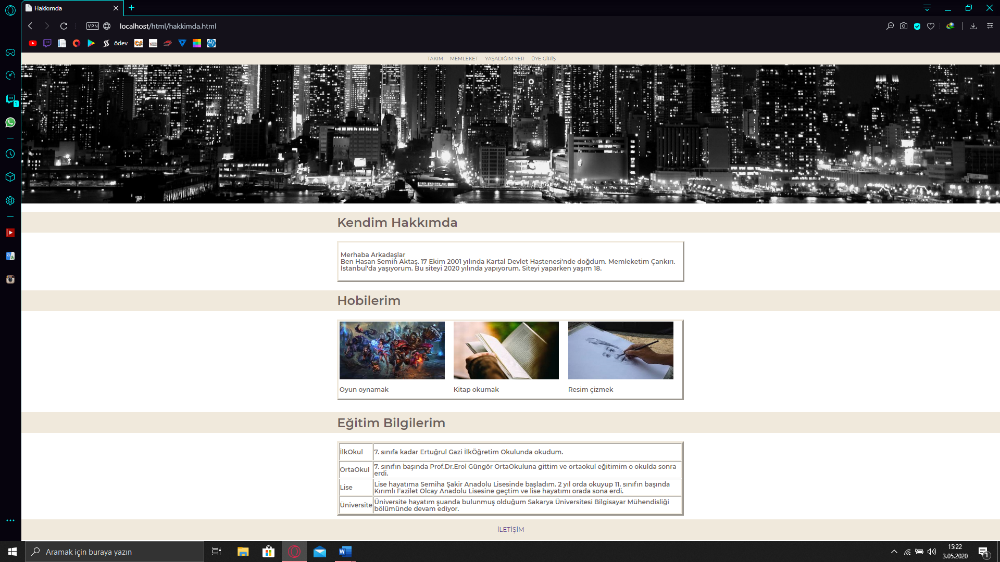 Hakkımda
VPN
localhost/html/hakkimda.html
ödev
TAKIM MEMLEKET YAŞADIĞIM YER ÜYE GİRİŞ
1
Kendim Hakkımda
Merhaba Arkadaşlar
Ben Hasan Semih Aktaş. 17 Ekim 2001 yılında Kartal Devlet Hastenesi'nde doğdum. Memleketim Çankırı.
İstanbul'da yaşıyorum. Bu siteyi 2020 yılında yapıyorum. Siteyi yaparken yaşım 18.
Hobilerim
Oyun oynamak Kitap okumak Resim çizmek
Eğitim Bilgilerim
İlkOkul 7. sınıfa kadar Ertuğrul Gazi İlkÖğretim Okulunda okudum.
OrtaOkul 7. sınıfın başında Prof.Dr.Erol Güngör OrtaOkuluna gittim ve ortaokul eğitimim o okulda sonra
erdi.
Lise Lise hayatıma Semiha Şakir Anadolu Lisesinde başladım. 2 yıl orda okuyup 11. sınıfın başında
Kırımlı Fazilet Olcay Anadolu Lisesine geçtim ve lise hayatımı orada sona erdi.
Üniversite Üniversite hayatım şuanda bulunmuş olduğum Sakarya Üniversitesi Bilgisayar Mühendisliği
bölümünde devam ediyor.
İLETİŞİM
Aramak için buraya yazın
15:22
3.05.2020
1